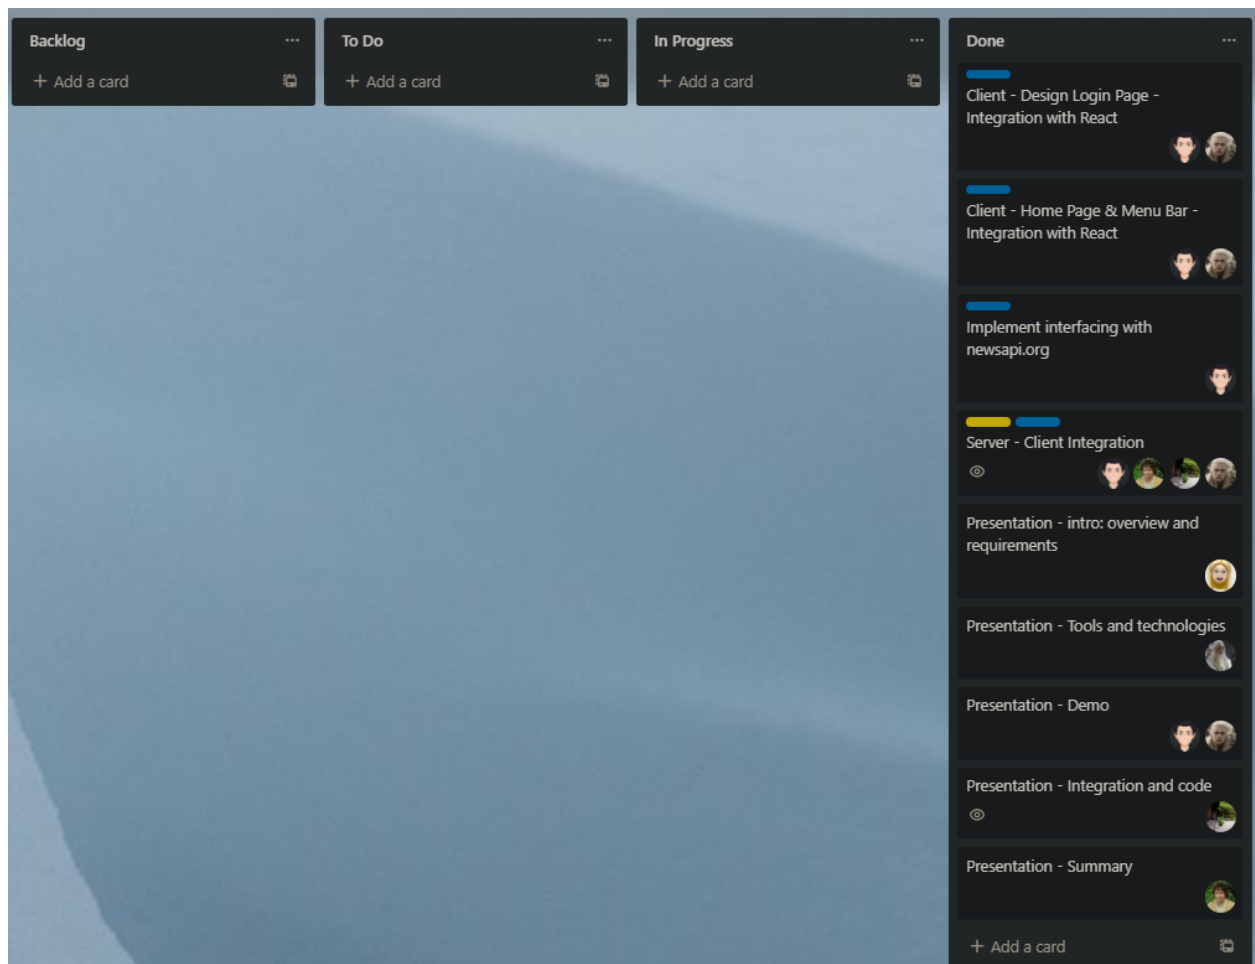 Backlog
+ Add a card
To Do
+ Add a card
In Progress
+ Add a card
Done
Client - Design Login Page -
Integration with React
Client - Home Page & Menu Bar -
Integration with React
Implement interfacing with
newsapi.org
Server - Client Integration
Presentation - intro: overview and
requirements
Presentation - Tools and technologies
Presentation - Demo
Presentation - Integration and code
Presentation - Summary
+ Add a card